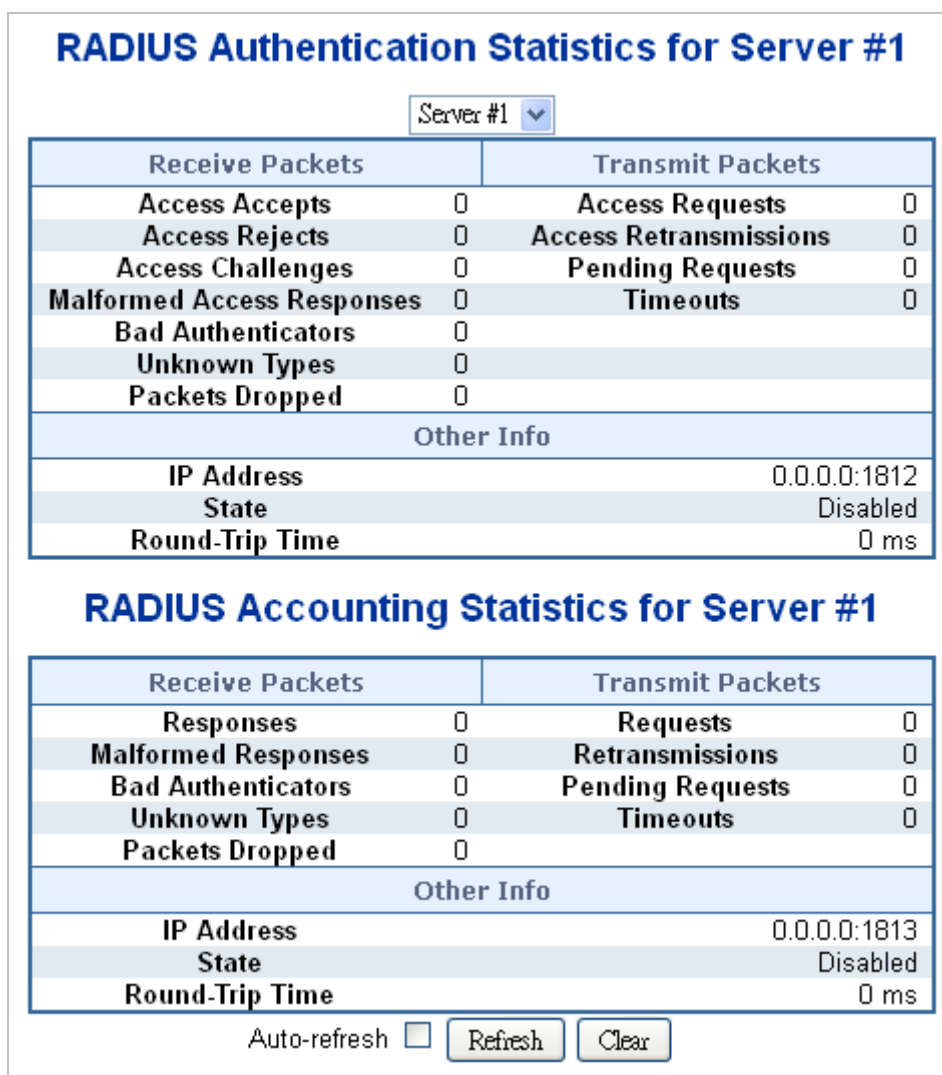 RADIUS Authentication Statistics for Server #1
Server #1
Receive Packets Transmit Packets
Access Accepts 0 Access Requests 0
Access Rejects 0 Access Retransmissions 0
Access Challenges 0 Pending Requests 0
Malformed Access Responses 0 Timeouts 0
Bad Authenticators 0
Unknown Types 0
Packets Dropped 0
Other Info
IP Address 0.0.0.0:1812
State Disabled
Round-Trip Time 0 ms
RADIUS Accounting Statistics for Server #1
Receive Packets Transmit Packets
Responses 0 Requests 0
Malformed Responses 0 Retransmissions 0
Bad Authenticators 0 Pending Requests 0
Unknown Types 0 Timeouts 0
Packets Dropped 0
Other Info
IP Address 0.0.0.0:1813
State Disabled
Round-Trip Time 0 ms
Auto-refresh Refresh Clear